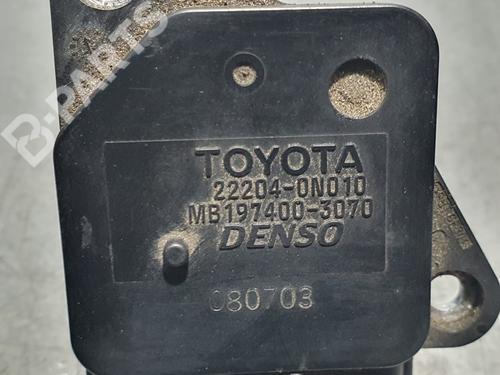 B-PARTS
TOYOTA
22204-0N010
MB197400-3070
DENSO
080703